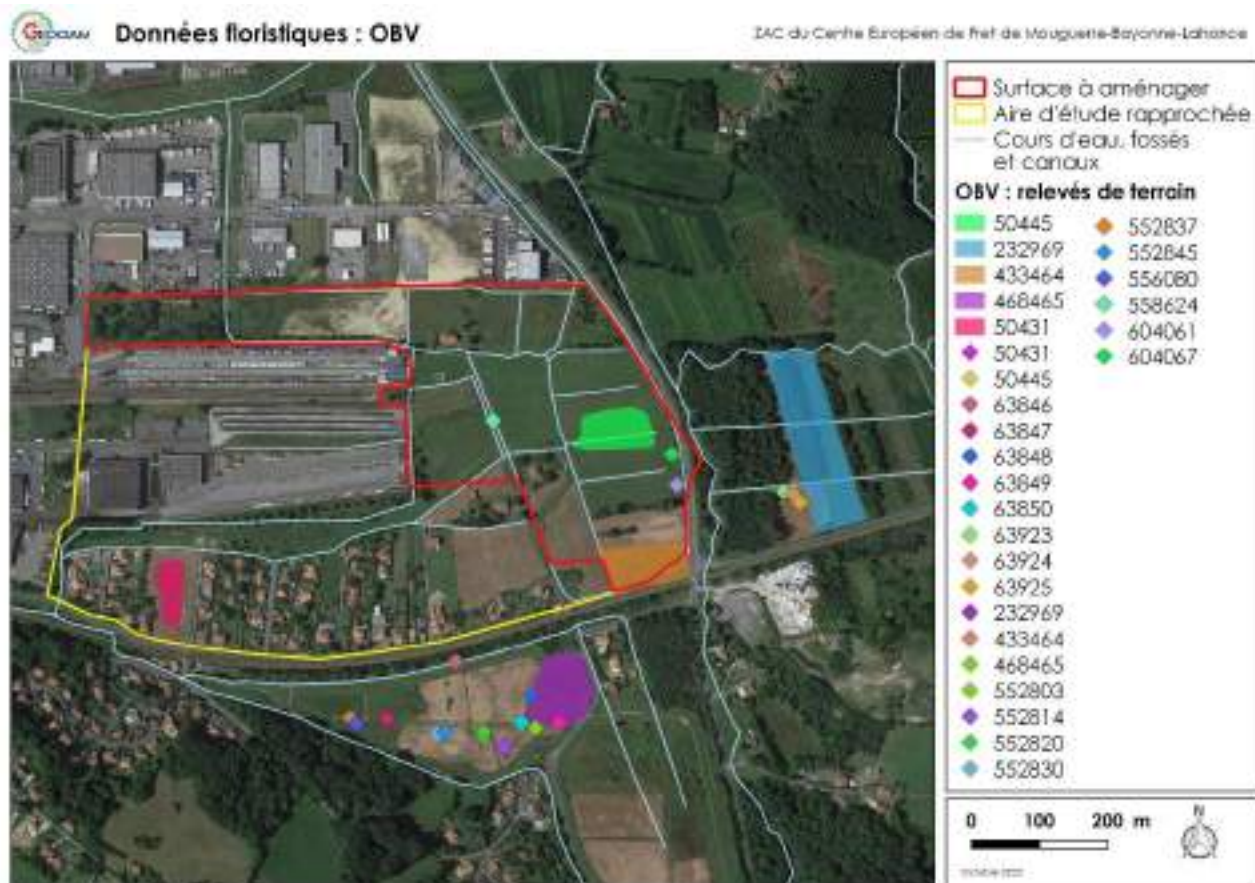 GEOCIAM
Données floristiques : OBV
ZAC du Centre Européen de Fret de Mouguerre-Bayonne-Lahonce
Surface à aménager
Aire d'étude rapprochée
Cours d'eau, fossés
et canaux
OBV : relevés de terrain
50445
232969
433464
468465
50431
50431
50445
63846
63847
63848
63849
63850
63923
63924
63925
232969
433464
468465
552803
552814
552820
552830
552837
552845
556080
558624
604061
604067
0 100 200 m
N